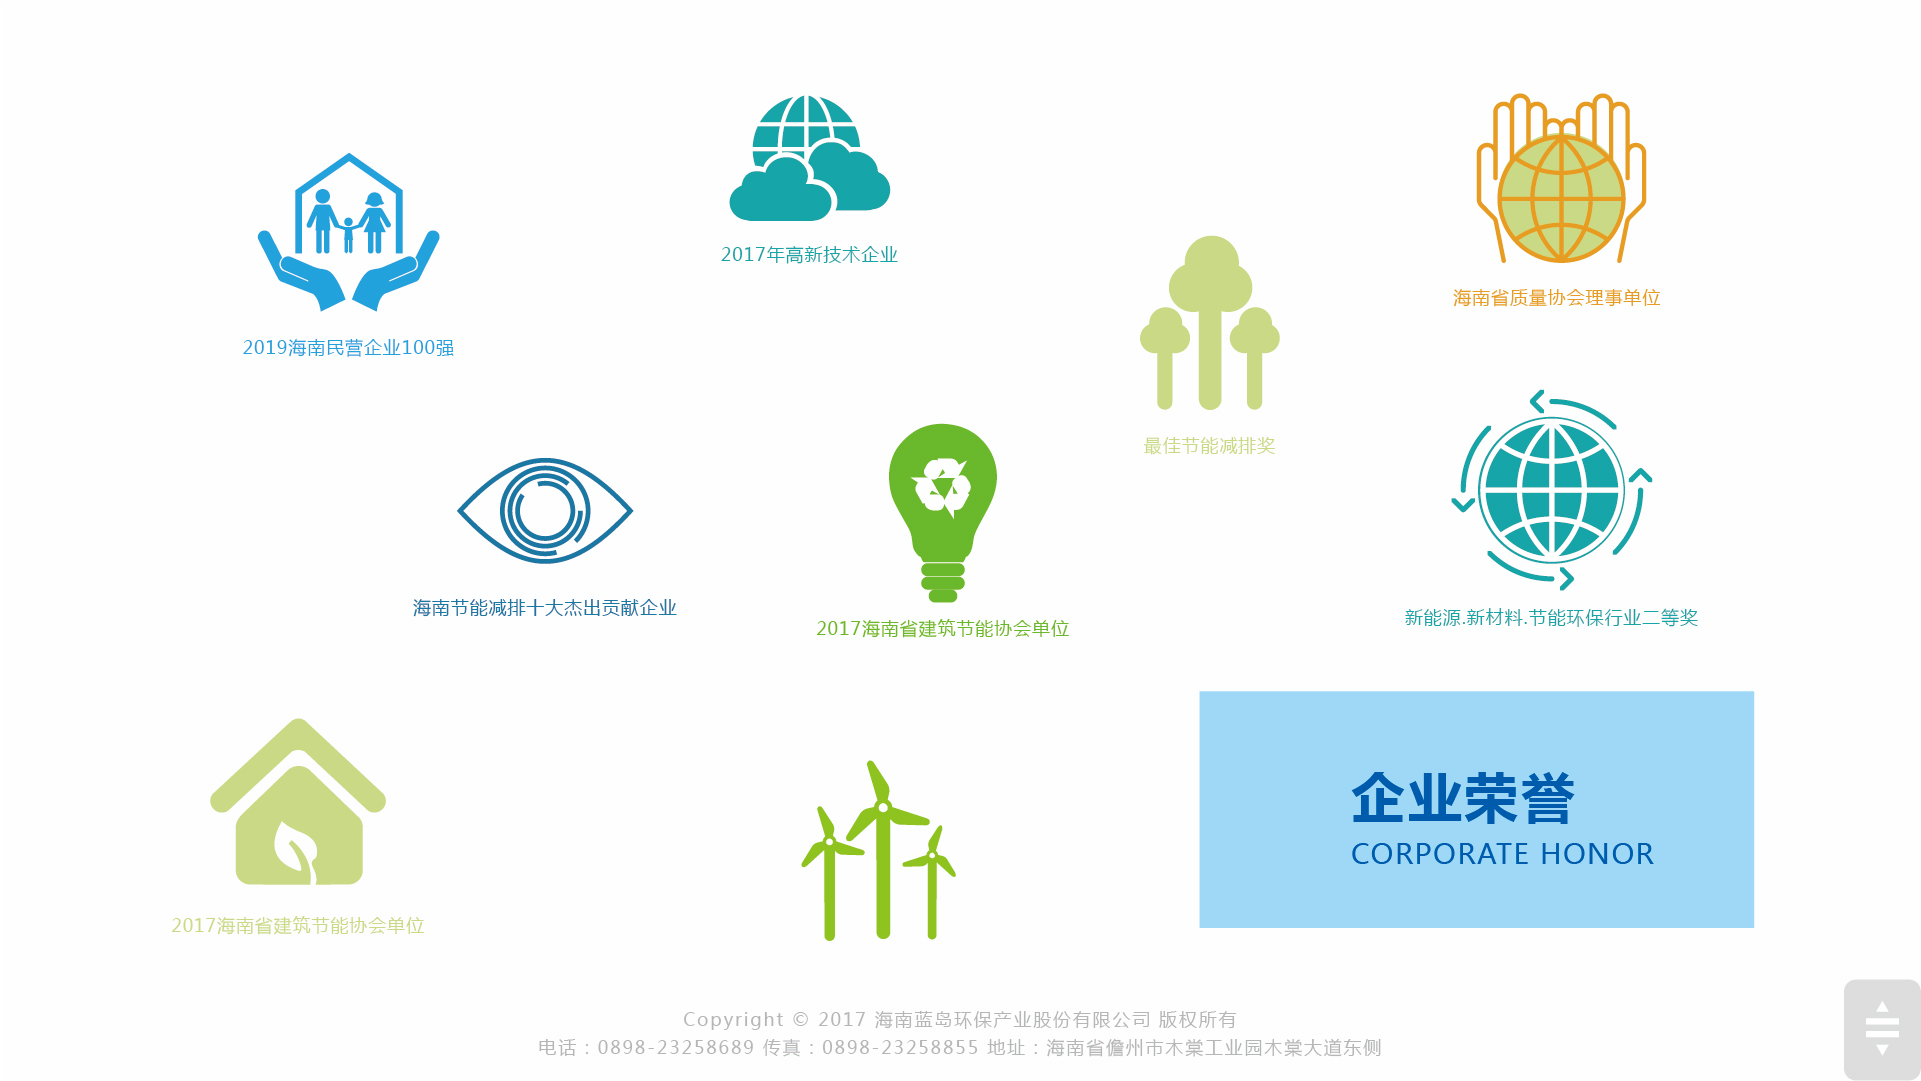 2017年高新技术企业
海南省质量协会理事单位
2019海南民营企业100强
最佳节能减排奖
海南节能减排十大杰出贡献企业
2017海南省建筑节能协会单位
新能源.新材料.节能环保行业二等奖
企业荣誉
CORPORATE HONOR
2017海南省建筑节能协会单位
Copyright © 2017 海南蓝岛环保产业股份有限公司 版权所有
电话：0898-23258689 传真：0898-23258855 地址：海南省儋州市木棠工业园木棠大道东侧